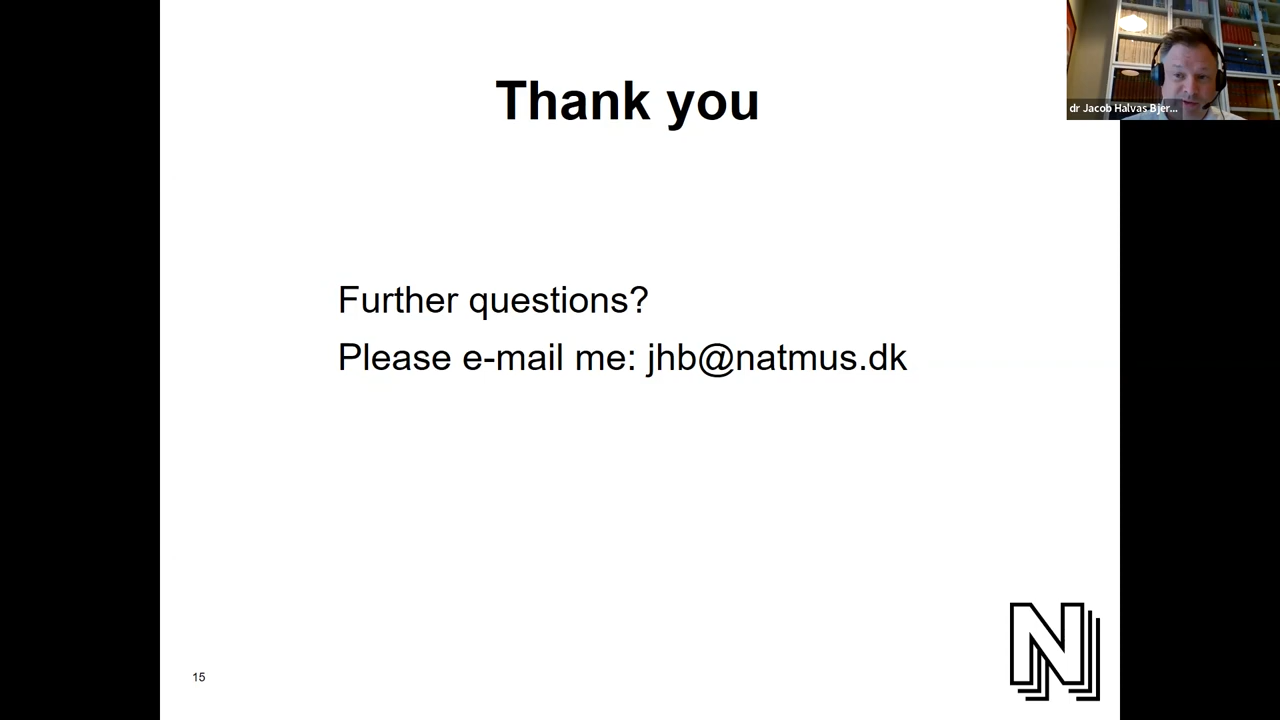 Thank you
dr Jacob Halvas Bjer...
Further questions?
Please e-mail me: jhb@natmus.dk
N
15